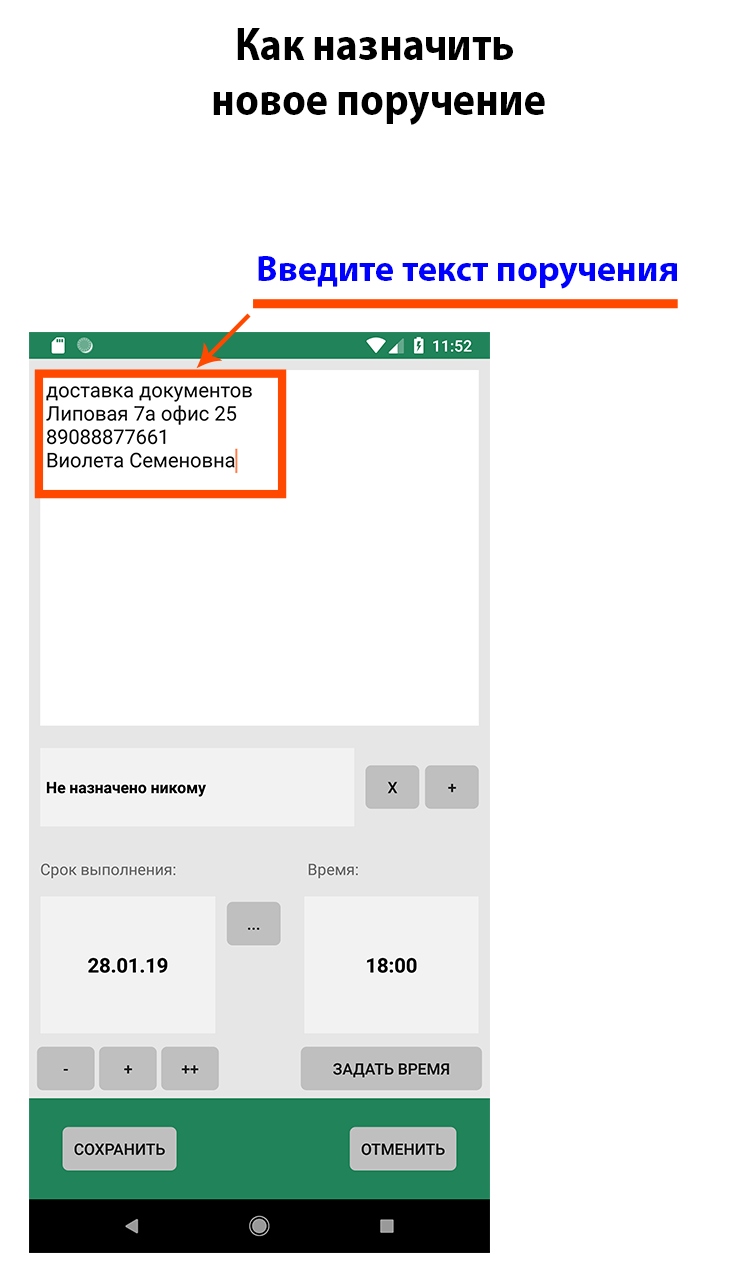 Как назначить
новое поручение
Введите текст поручения
11:52
доставка документов
Липовая 7а офис 25
89088877661
Виолета Семеновна
Не назначено никому
X
+
Срок выполнения:
Время:
28.01.19
...
18:00
-
+
++
ЗАДАТЬ ВРЕМЯ
СОХРАНИТЬ
ОТМЕНИТЬ